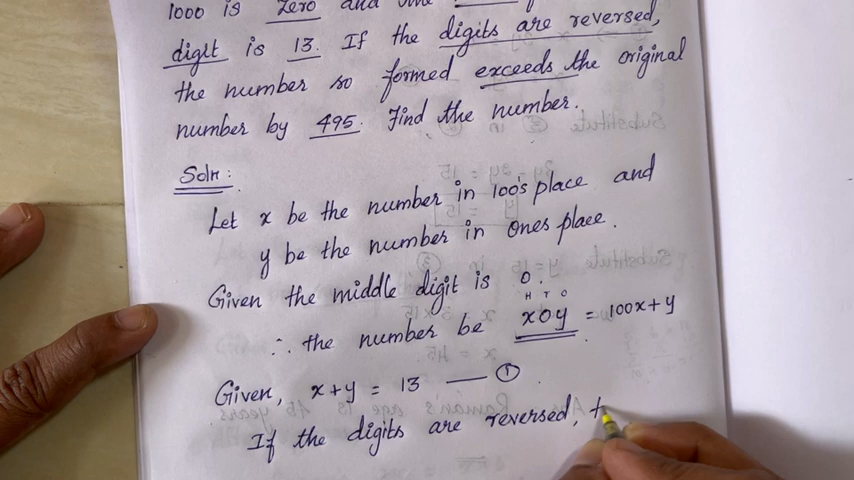 1000 is zero and the
digit is 13. If the digits are reversed,
the number so formed exceeds the original
number by 495. Find the number.
Soln:
Let x be the number in 100's place and
y be the number in ones place.
Given the middle digit is 0.
H T O
∴ the number be x0y = 100x+y
Given, x+y = 13 — ①
If the digits are reversed, t